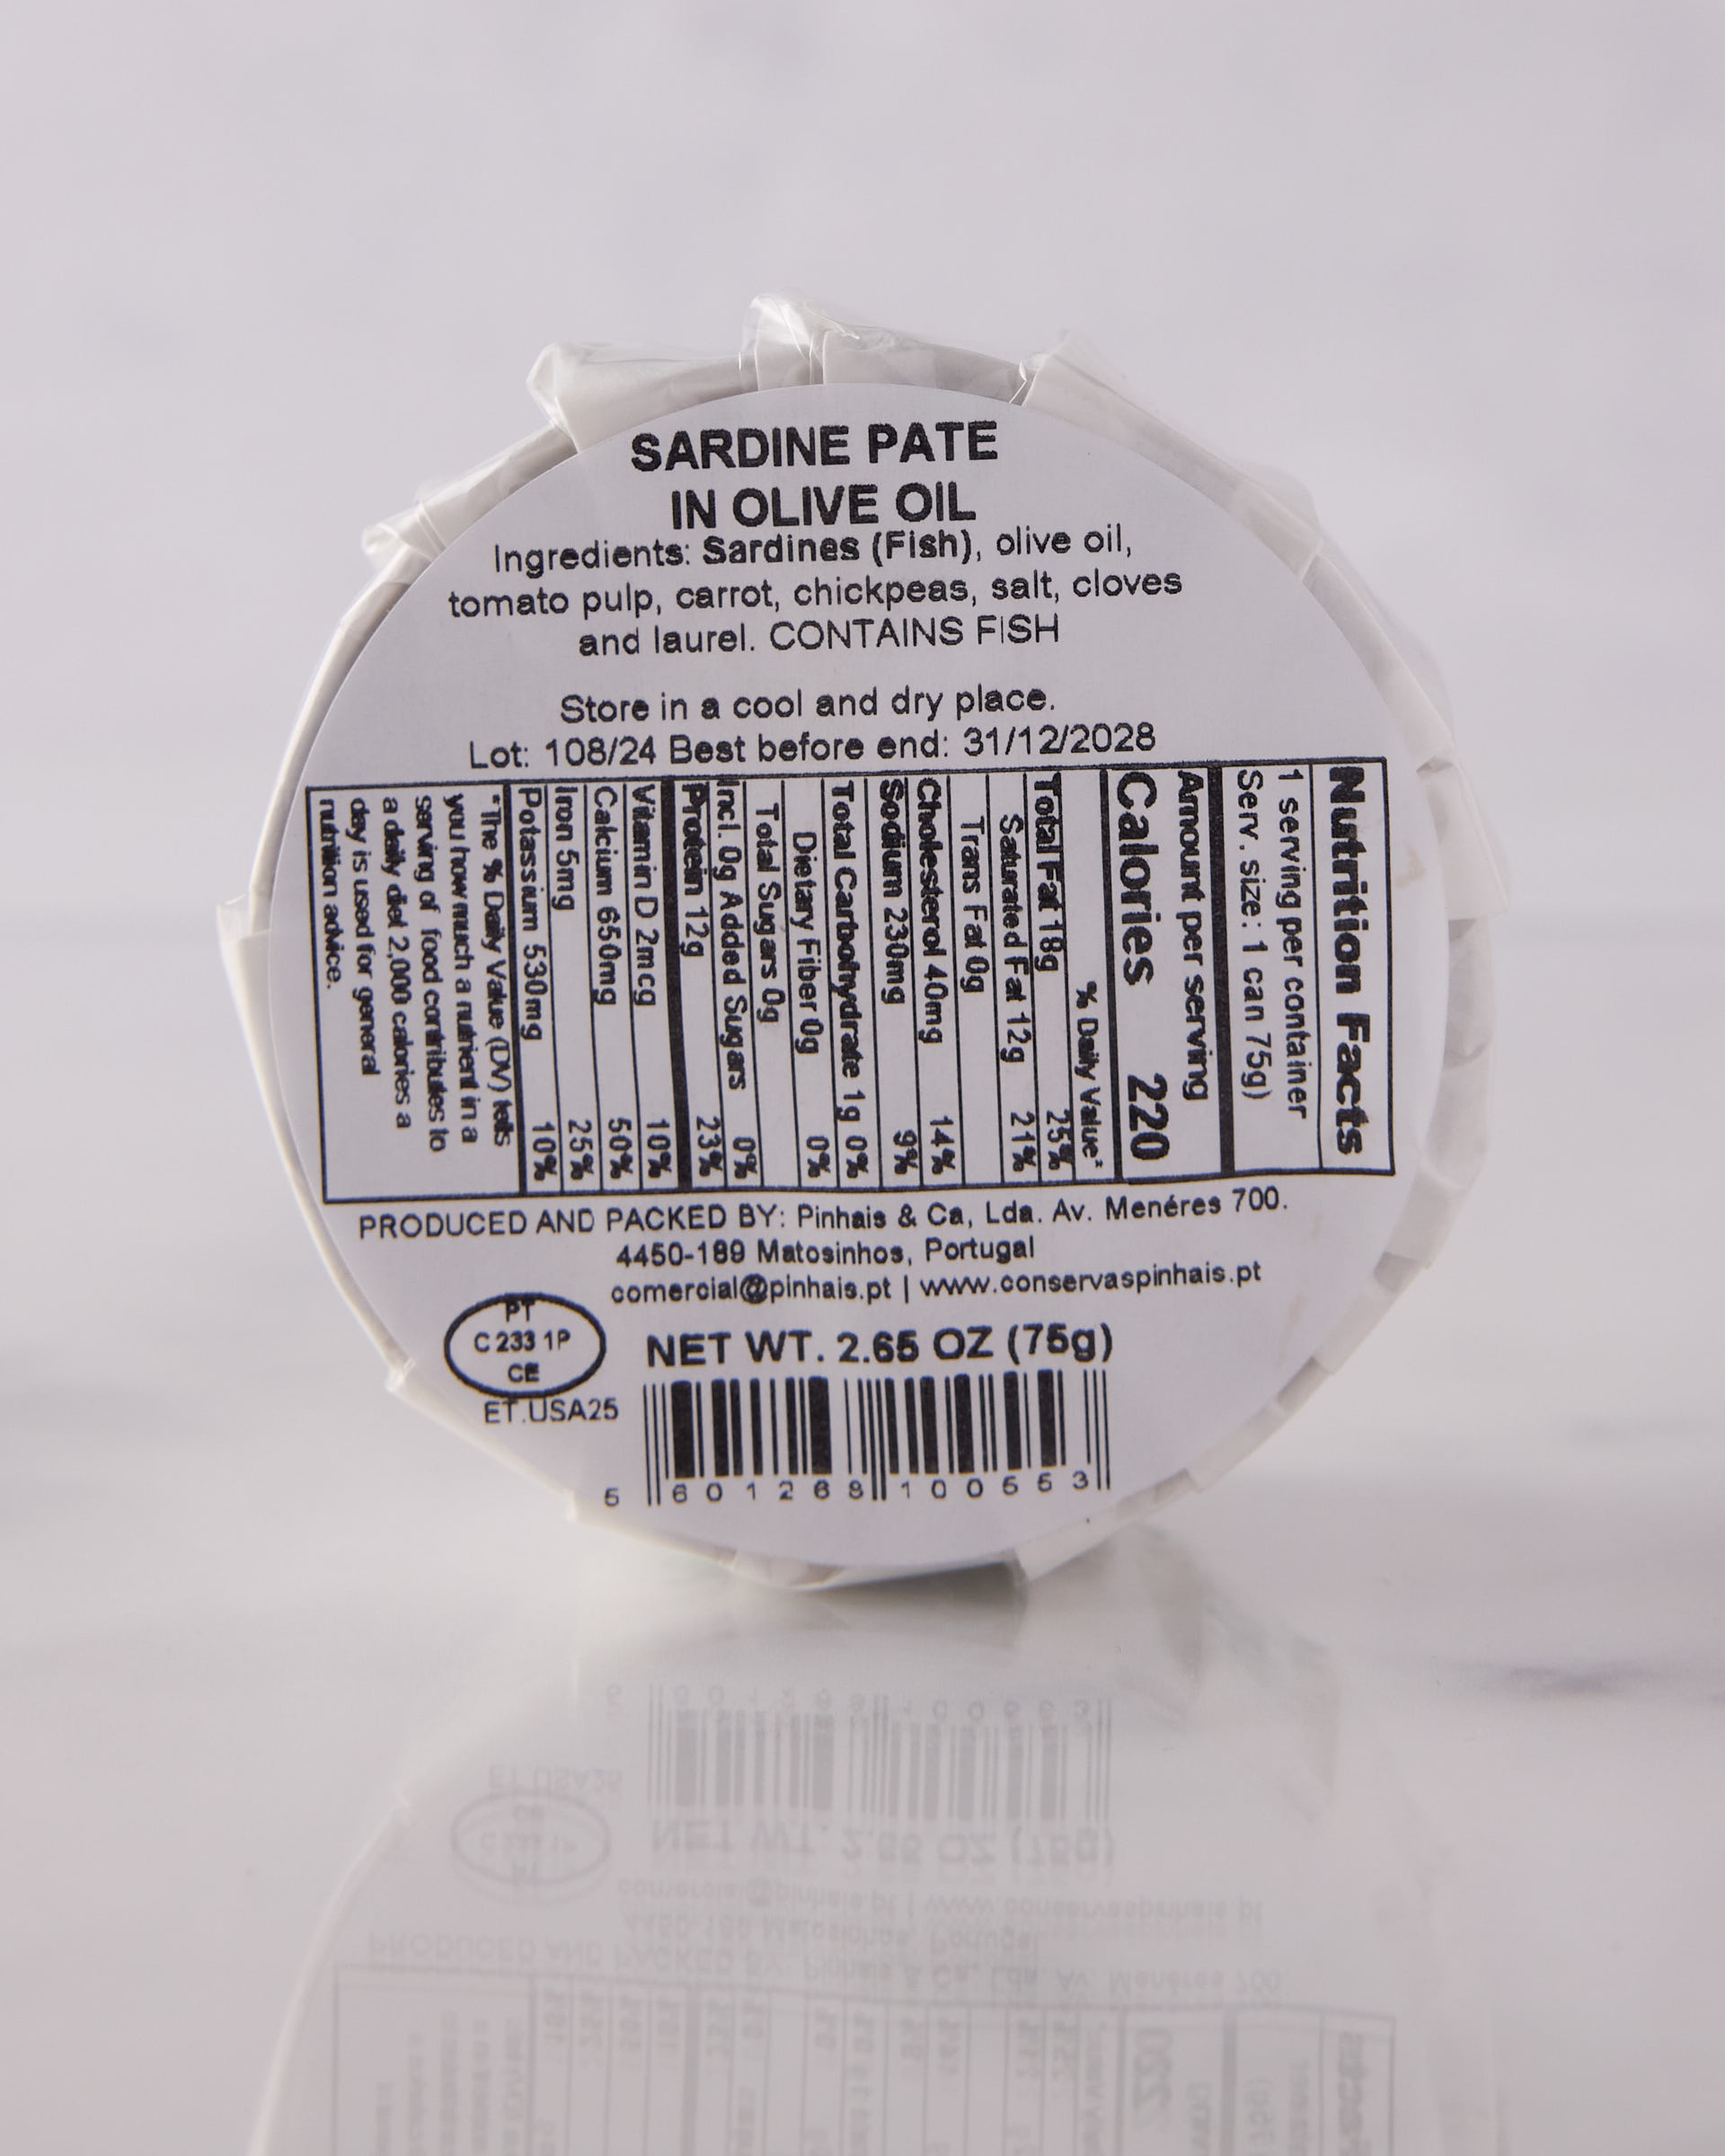 SARDINE PATE
IN OLIVE OIL
Ingredients: Sardines (Fish), olive oil,
tomato pulp, carrot, chickpeas, salt, cloves
and laurel. CONTAINS FISH
Store in a cool and dry place.
Lot: 108/24 Best before end: 31/12/2028
Nutrition Facts
1 serving per container
Serv. size: 1 can 75g)
Amount per serving
Calories 220
% Daily Value*
Total Fat 18g 25%
Saturated Fat 12g 21%
Trans Fat 0g
Cholesterol 40mg 14%
Sodium 230mg 9%
Total Carbohydrate 1g 0%
Dietary Fiber 0g 0%
Total Sugars 0g
Incl. 0g Added Sugars 0%
Protein 12g 23%
Vitamin D 2mcg 10%
Calcium 650mg 50%
Iron 5mg 25%
Potassium 530mg 10%
*The % Daily Value (DV) tells
you how much a nutrient in a
serving of food contributes to
a daily diet 2,000 calories a
day is used for general
nutrition advice.
PRODUCED AND PACKED BY: Pinhais & Ca, Lda. Av. Menéres 700.
4450-189 Matosinhos, Portugal
comercial@pinhais.pt | www.conservaspinhais.pt
PT
C 233 1P
CE
ET.USA25
NET WT. 2.65 OZ (75g)